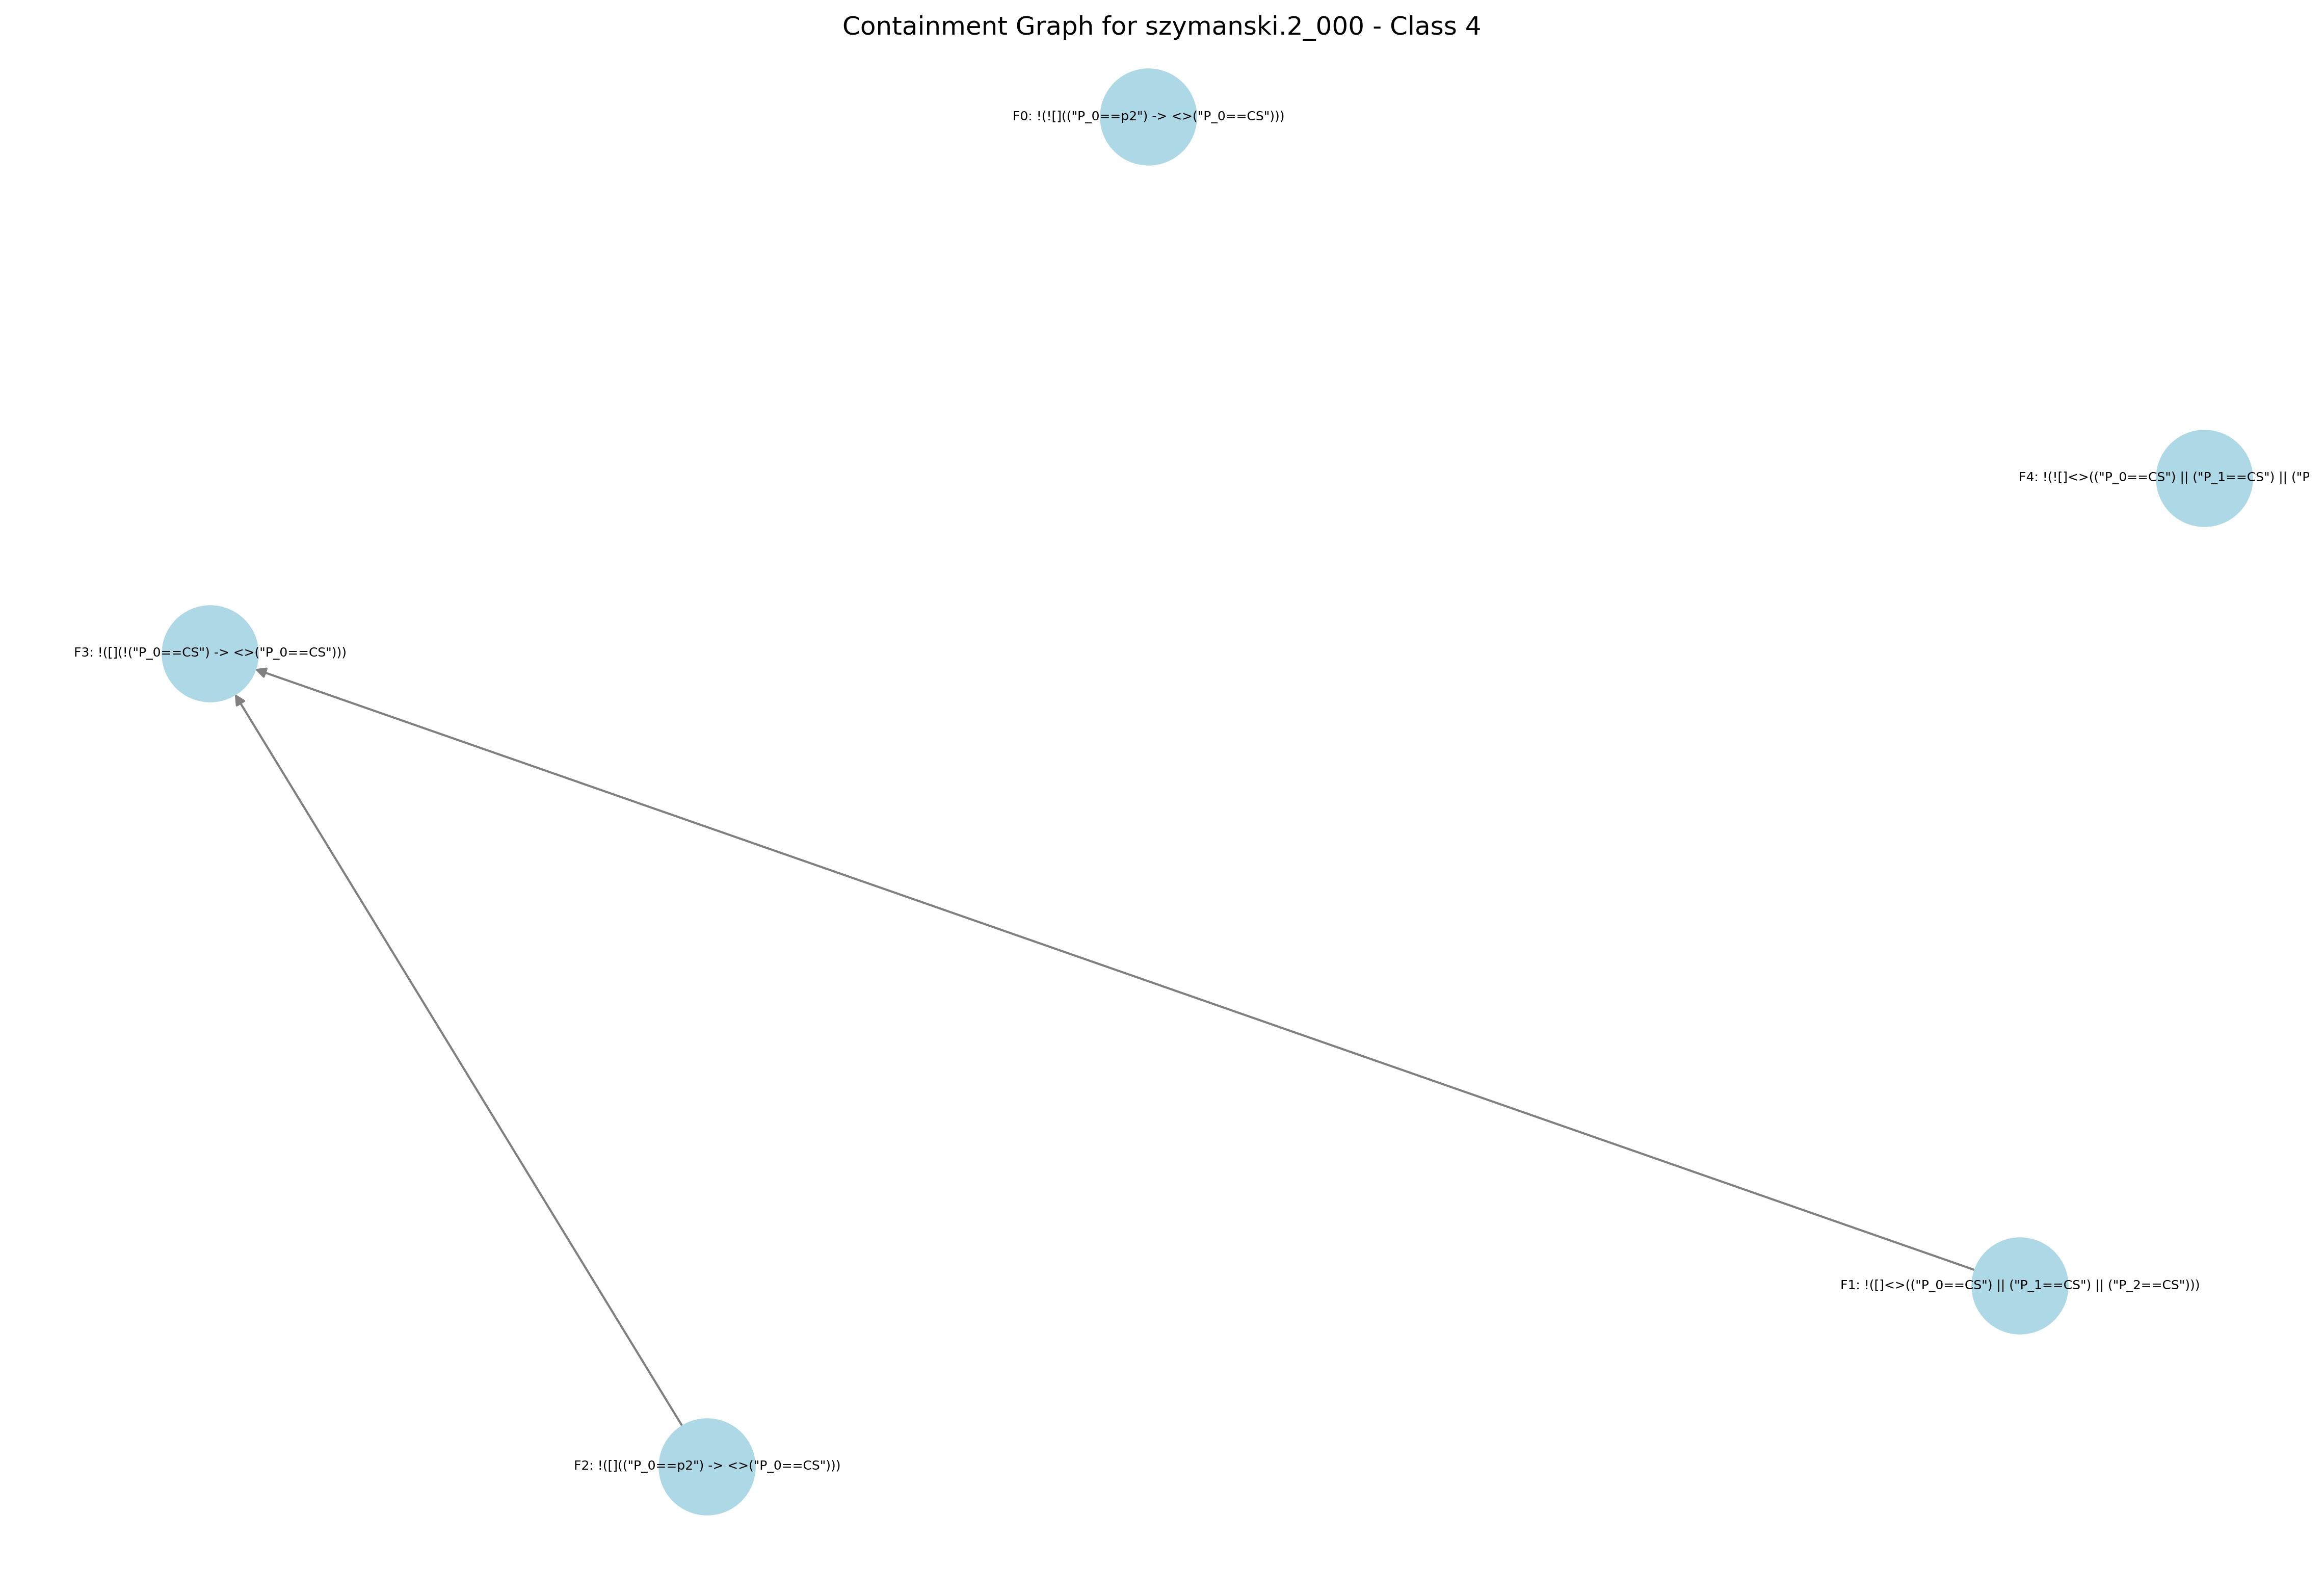 Containment Graph for szymanski.2_000 - Class 4
F0: !(![](("P_0==p2") -> <>("P_0==CS")))
F4: !(![]<>(("P_0==CS") || ("P_1==CS") || ("P
F3: !([](!("P_0==CS") -> <>("P_0==CS")))
F1: !([]<>(("P_0==CS") || ("P_1==CS") || ("P_2==CS")))
F2: !([](("P_0==p2") -> <>("P_0==CS")))